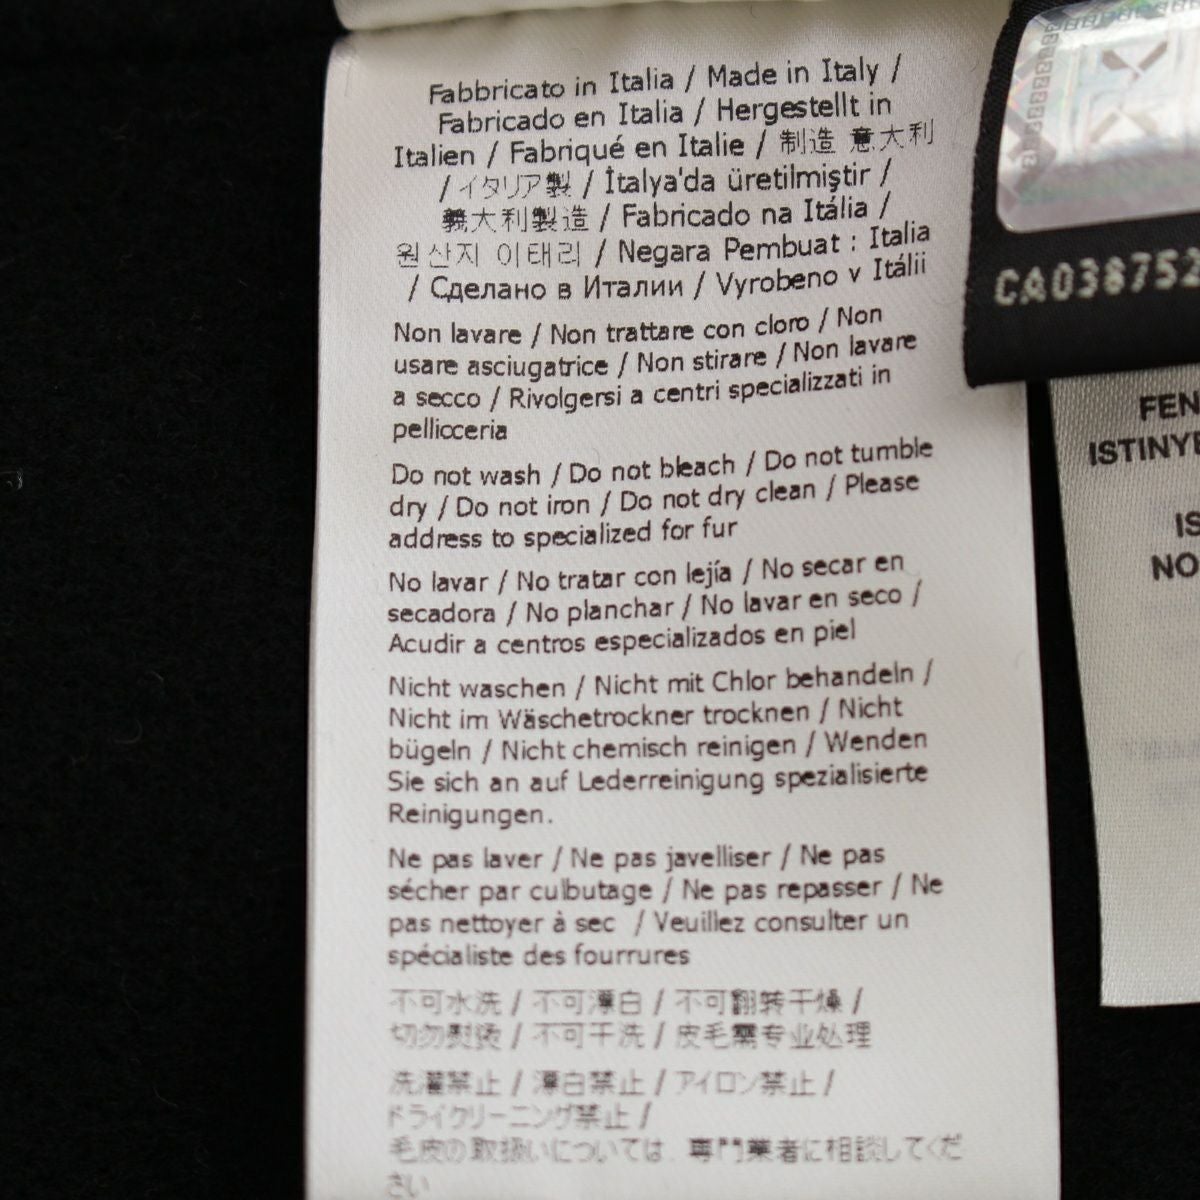 Fabbricato in Italia / Made in Italy /
Fabricado en Italia / Hergestellt in
Italien / Fabriqué en Italie / 制造 意大利
/ イタリア製 / İtalya'da üretilmiştir /
義大利製造 / Fabricado na Itália /
원산지 이태리 / Negara Pembuat : Italia
/ Сделано в Италии / Vyrobeno v Itálii
Non lavare / Non trattare con cloro / Non
usare asciugatrice / Non stirare / Non lavare
a secco / Rivolgersi a centri specializzati in
pellicceria
Do not wash / Do not bleach / Do not tumble
dry / Do not iron / Do not dry clean / Please
address to specialized for fur
No lavar / No tratar con lejía / No secar en
secadora / No planchar / No lavar en seco /
Acudir a centros especializados en piel
Nicht waschen / Nicht mit Chlor behandeln /
Nicht im Wäschetrockner trocknen / Nicht
bügeln / Nicht chemisch reinigen / Wenden
Sie sich an auf Lederreinigung spezialisierte
Reinigungen.
Ne pas laver / Ne pas javelliser / Ne pas
sécher par culbutage / Ne pas repasser / Ne
pas nettoyer à sec / Veuillez consulter un
spécialiste des fourrures
不可水洗 / 不可漂白 / 不可翻转干燥 /
切勿熨烫 / 不可干洗 / 皮毛需专业处理
洗濯禁止 / 漂白禁止 / アイロン禁止 /
ドライクリーニング禁止 /
毛皮の取扱いについては、専門業者に相談してくだ
さい
CA038752
FEN
ISTINYE
IS
NO